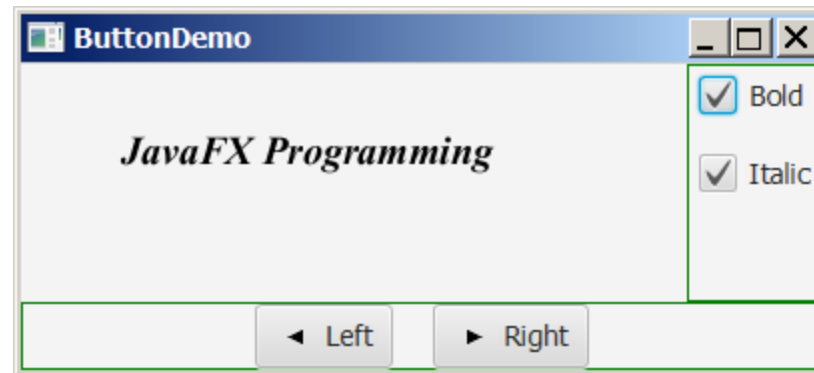 ButtonDemo
Bold
JavaFX Programming
Italic
Left Right